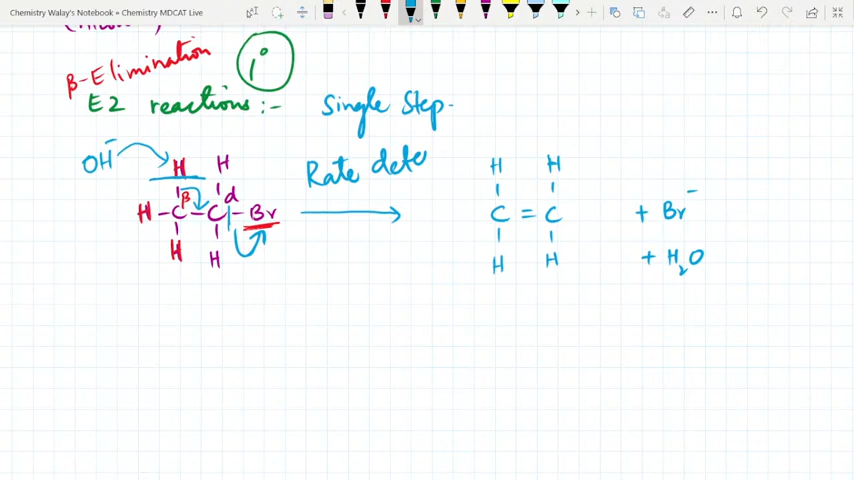 Chemistry Walay's Notebook » Chemistry MDCAT Live
β-Elimination
1°
E2 reactions :-
Single Step-
Rate dete
OH⁻
H H H H
β α
H - C - C - Br → C = C + Br⁻
H H H H + H₂O